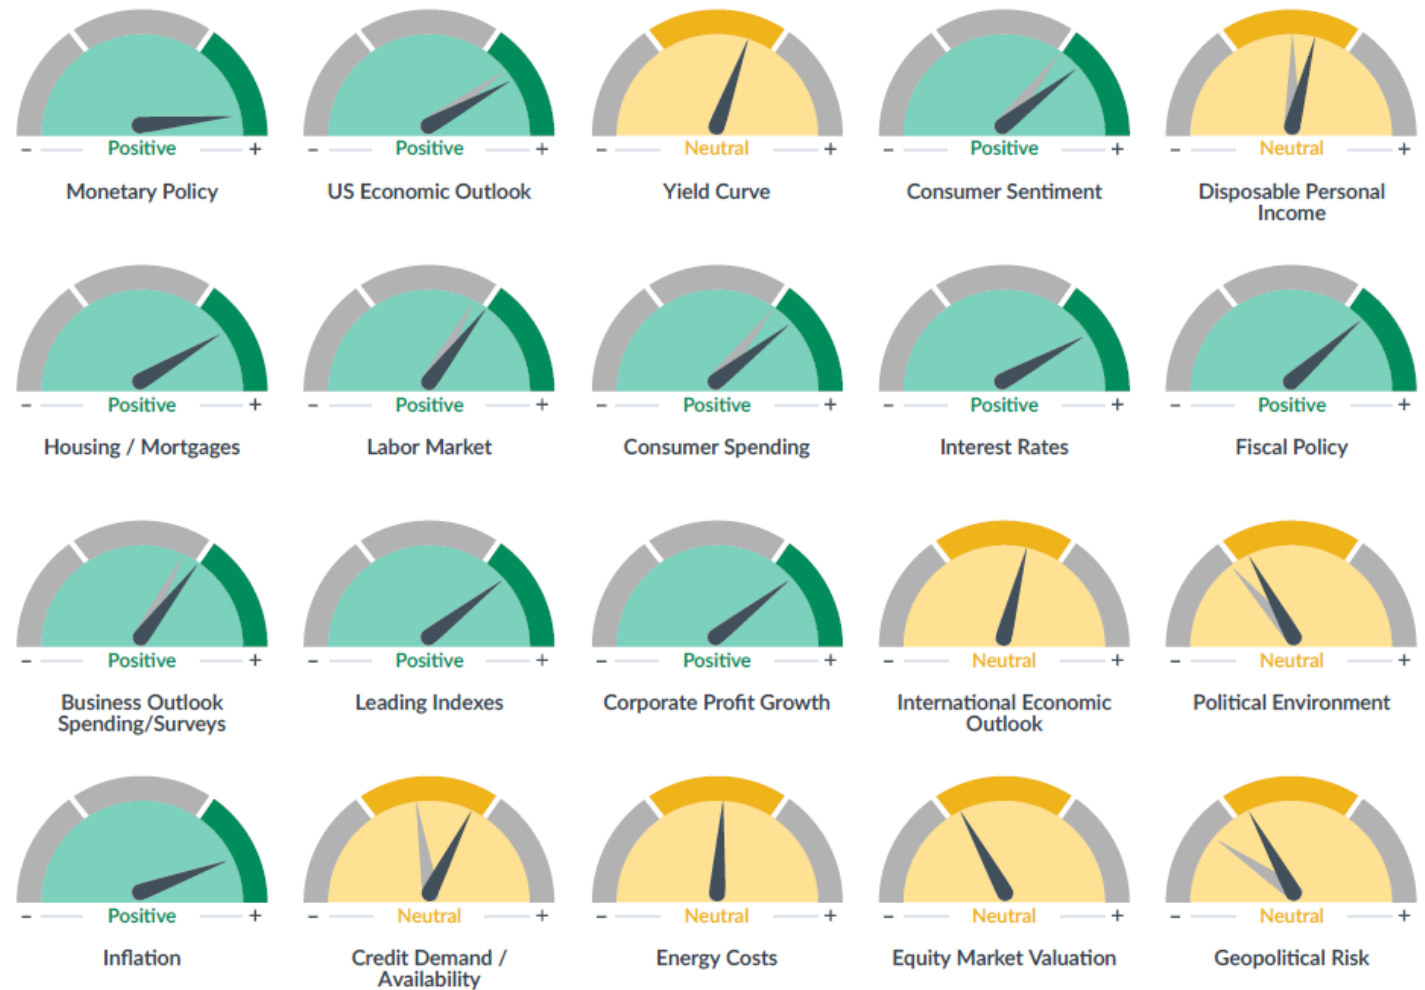 - Positive +
- Positive +
- Neutral +
- Positive +
- Neutral +
Monetary Policy
US Economic Outlook
Yield Curve
Consumer Sentiment
Disposable Personal
Income
- Positive +
- Positive +
- Positive +
- Positive +
- Positive +
Housing / Mortgages
Labor Market
Consumer Spending
Interest Rates
Fiscal Policy
- Positive +
- Positive +
- Positive +
- Neutral +
- Neutral +
Business Outlook
Spending/Surveys
Leading Indexes
Corporate Profit Growth
International Economic
Outlook
Political Environment
- Positive +
- Neutral +
- Neutral +
- Neutral +
- Neutral +
Inflation
Credit Demand /
Availability
Energy Costs
Equity Market Valuation
Geopolitical Risk